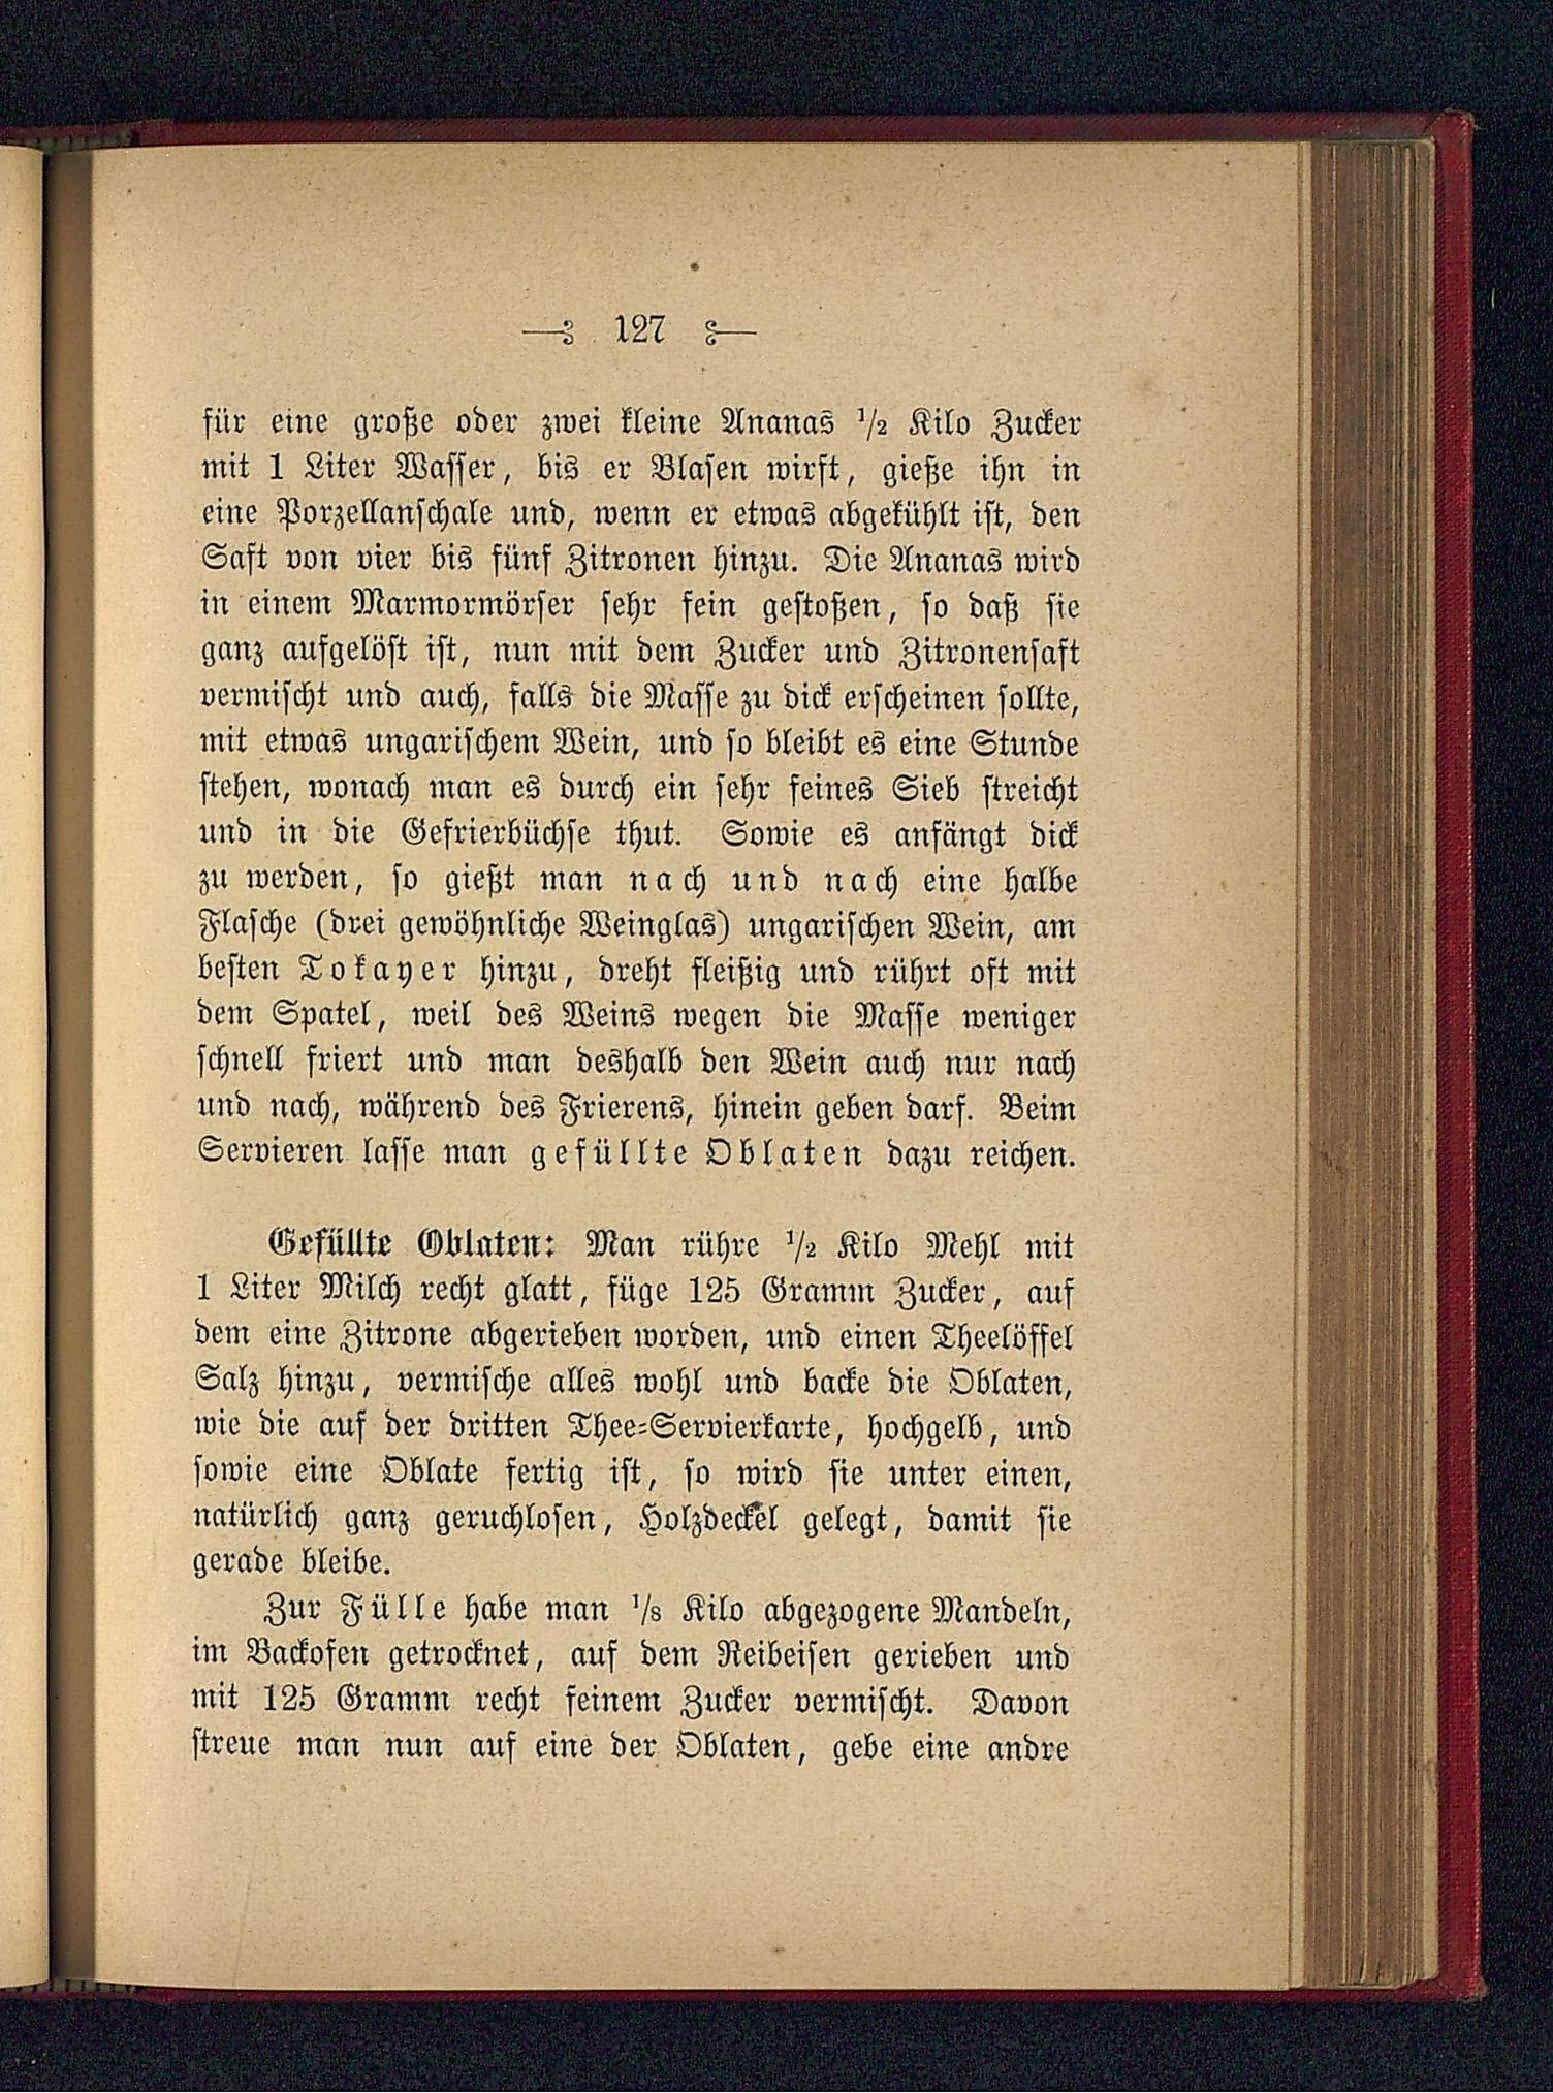 127
für eine große oder zwei kleine Ananas ½ Kilo Zucker
mit 1 Liter Wasser, bis er Blasen wirft, gieße ihn in
eine Porzellanschale und, wenn er etwas abgekühlt ist, den
Saft von vier bis fünf Zitronen hinzu. Die Ananas wird
in einem Marmormörser sehr fein gestoßen, so daß sie
ganz aufgelöst ist, nun mit dem Zucker und Zitronensaft
vermischt und auch, falls die Masse zu dick erscheinen sollte,
mit etwas ungarischem Wein, und so bleibt es eine Stunde
stehen, wonach man es durch ein sehr feines Sieb streicht
und in die Gefrierbüchse thut. Sowie es anfängt dick
zu werden, so gießt man nach und nach eine halbe
Flasche (drei gewöhnliche Weinglas) ungarischen Wein, am
besten Tokayer hinzu, dreht fleißig und rührt oft mit
dem Spatel, weil des Weins wegen die Masse weniger
schnell friert und man deshalb den Wein auch nur nach
und nach, während des Frierens, hinein geben darf. Beim
Servieren lasse man gefüllte Oblaten dazu reichen.
Gefüllte Oblaten: Man rühre ½ Kilo Mehl mit
1 Liter Milch recht glatt, füge 125 Gramm Zucker, auf
dem eine Zitrone abgerieben worden, und einen Theelöffel
Salz hinzu, vermische alles wohl und backe die Oblaten,
wie die auf der dritten Thee-Servierkarte, hochgelb, und
sowie eine Oblate fertig ist, so wird sie unter einen,
natürlich ganz geruchlosen, Holzdeckel gelegt, damit sie
gerade bleibe.
Zur Fülle habe man ⅛ Kilo abgezogene Mandeln,
im Backofen getrocknet, auf dem Reibeisen gerieben und
mit 125 Gramm recht feinem Zucker vermischt. Davon
streue man nun auf eine der Oblaten, gebe eine andre